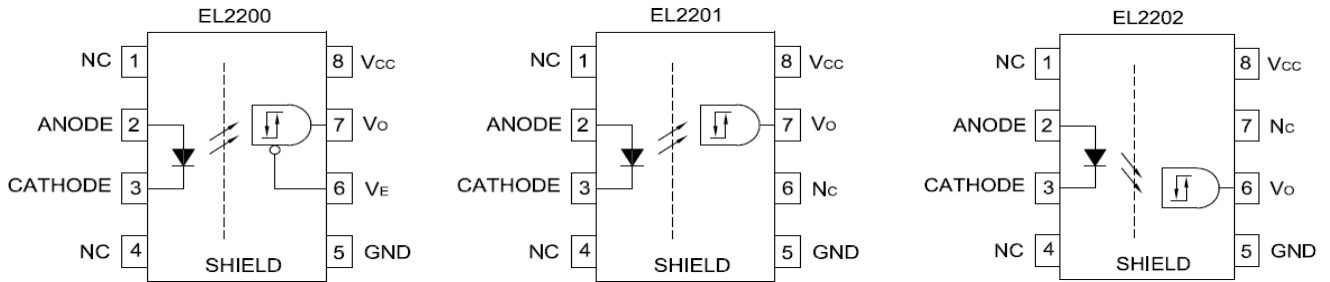 EL2200
NC 1 8 VCC
ANODE 2 7 VO
CATHODE 3 6 VE
NC 4 5 GND
SHIELD
EL2201
NC 1 8 VCC
ANODE 2 7 VO
CATHODE 3 6 NC
NC 4 5 GND
SHIELD
EL2202
NC 1 8 VCC
ANODE 2 7 NC
CATHODE 3 6 VO
NC 4 5 GND
SHIELD